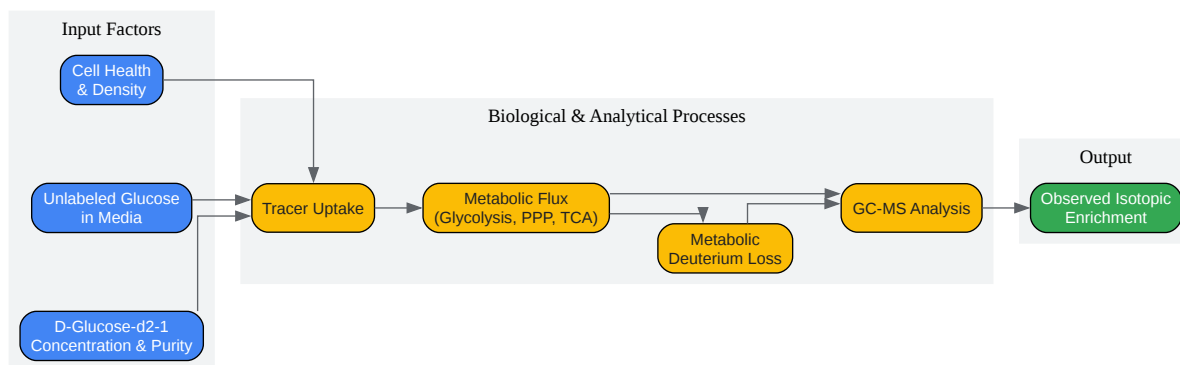 Input Factors
Cell Health
& Density
Unlabeled Glucose
in Media
D-Glucose-d2-1
Concentration & Purity
Biological & Analytical Processes
Tracer Uptake
Metabolic Flux
(Glycolysis, PPP, TCA)
Metabolic
Deuterium Loss
GC-MS Analysis
Output
Observed Isotopic
Enrichment